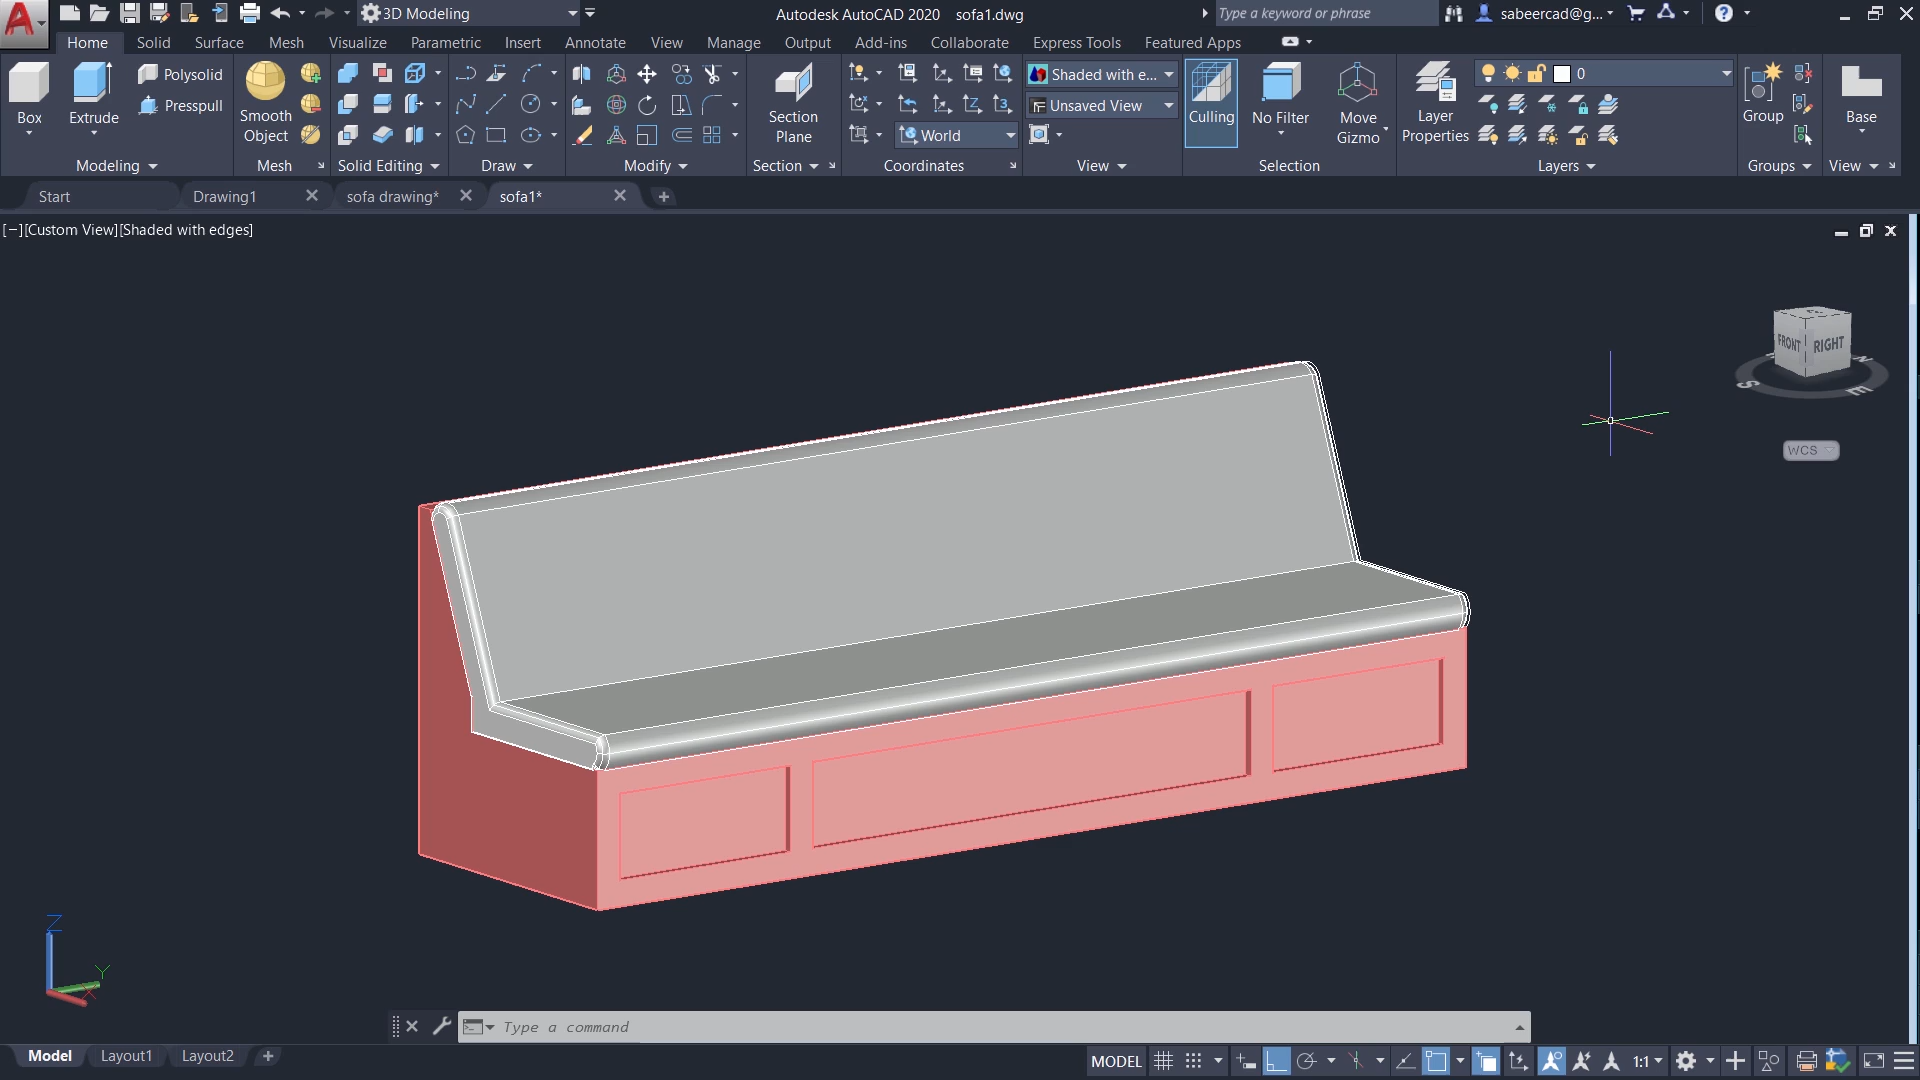 3D Modeling
Autodesk AutoCAD 2020 sofa1.dwg
Type a keyword or phrase
sabeercad@g...
Home Solid Surface Mesh Visualize Parametric Insert Annotate View Manage Output Add-ins Collaborate Express Tools Featured Apps
Box
Extrude
Polysolid
Presspull
Modeling
Smooth
Object
Mesh
Solid Editing
Draw
Modify
Section
Plane
Section
World
Coordinates
Shaded with e...
Unsaved View
View
Culling
No Filter
Move
Gizmo
Selection
Layer
Properties
0
Layers
Group
Groups
Base
View
Start Drawing1 sofa drawing* sofa1*
[−][Custom View][Shaded with edges]
FRONT RIGHT
S E N
WCS
Z
Y
X
Type a command
Model Layout1 Layout2
MODEL
1:1